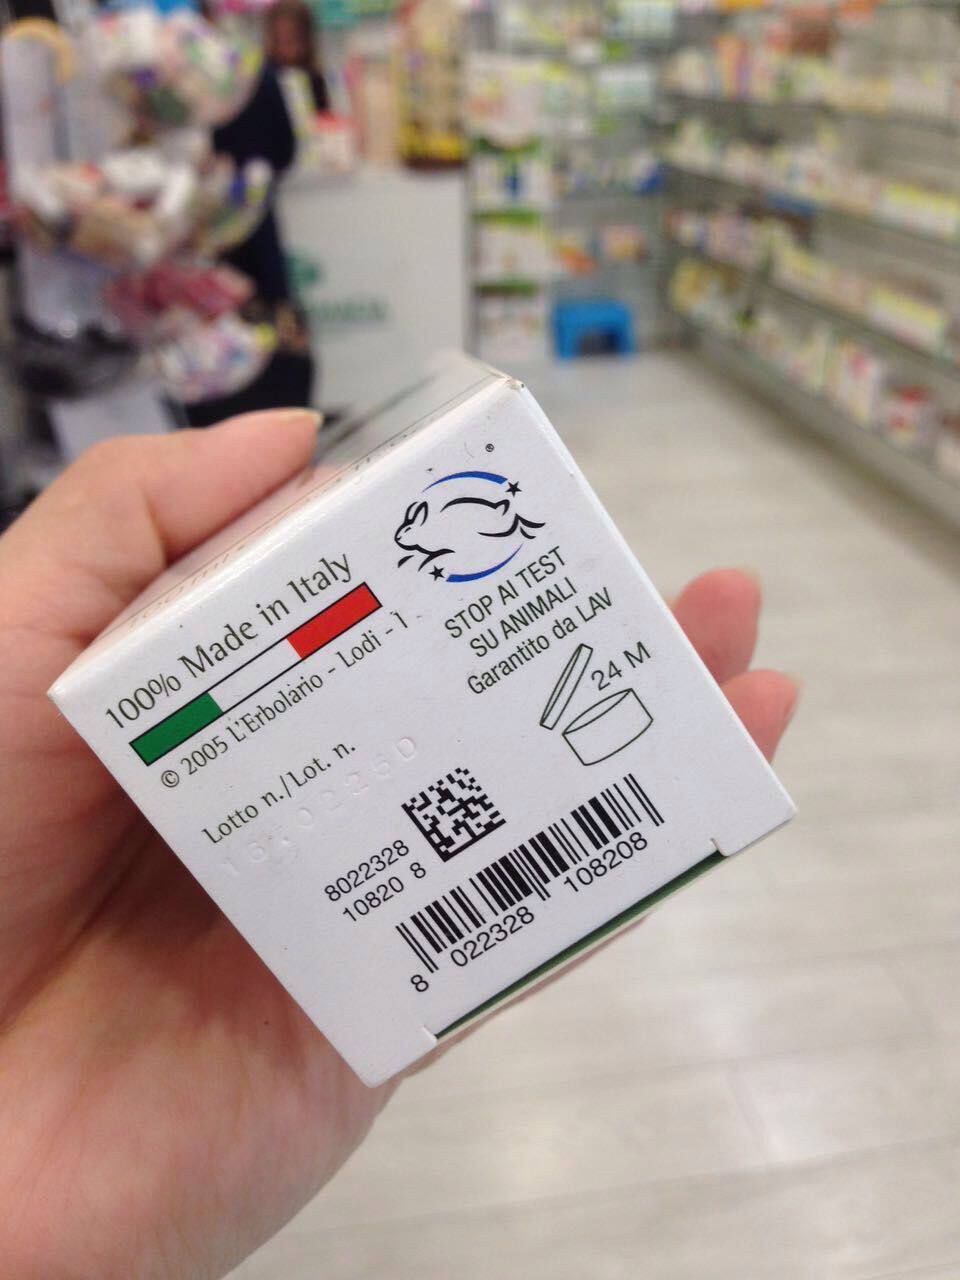 100% Made in Italy
© 2005 L'Erbolario - Lodi - I
®
STOP AI TEST
SU ANIMALI
Garantito da LAV
24 M
Lotto n./Lot. n.
8022328
10820 8
8 022328 108208